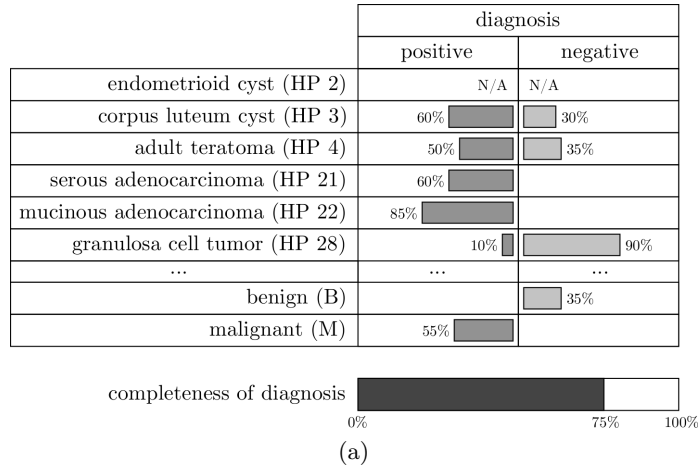 diagnosis
positive negative
endometrioid cyst (HP 2) N/A N/A
corpus luteum cyst (HP 3) 60% 30%
adult teratoma (HP 4) 50% 35%
serous adenocarcinoma (HP 21) 60%
mucinous adenocarcinoma (HP 22) 85%
granulosa cell tumor (HP 28) 10% 90%
... ... ...
benign (B) 35%
malignant (M) 55%
completeness of diagnosis
0% 75% 100%
(a)